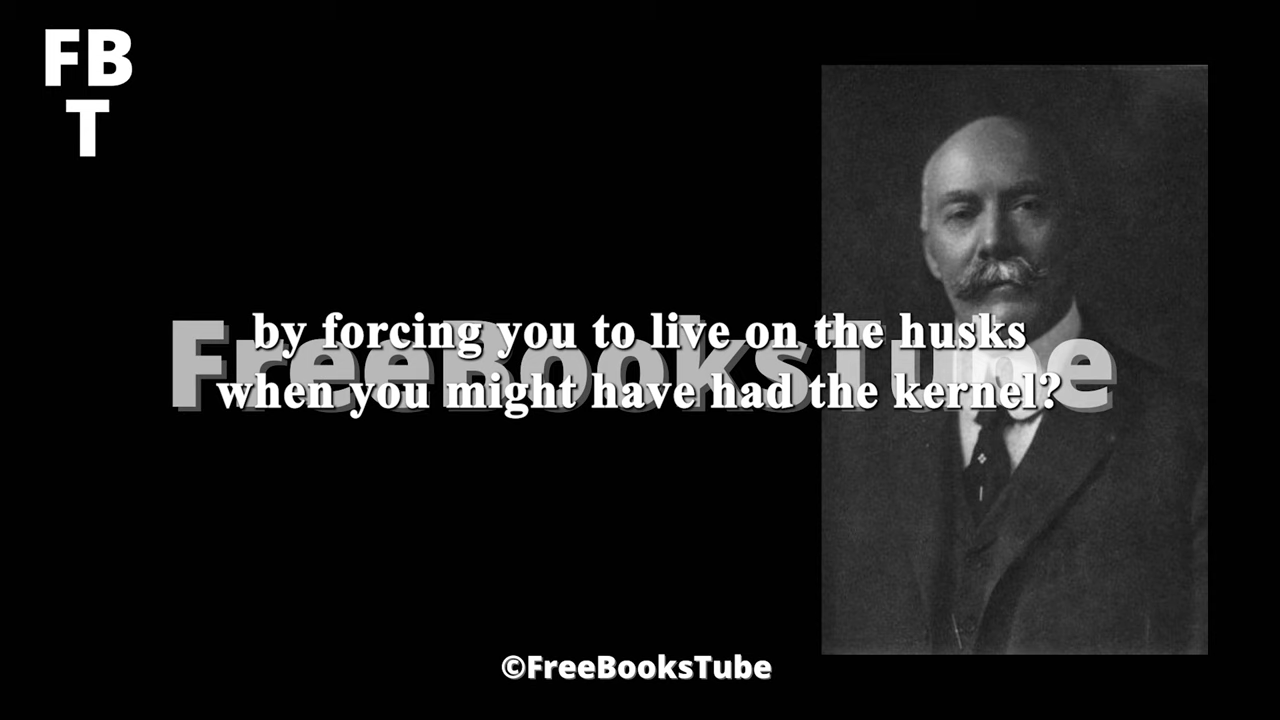 FB
T
by forcing you to live on the husks
FreeBooksTube
when you might have had the kernel?
©FreeBooksTube